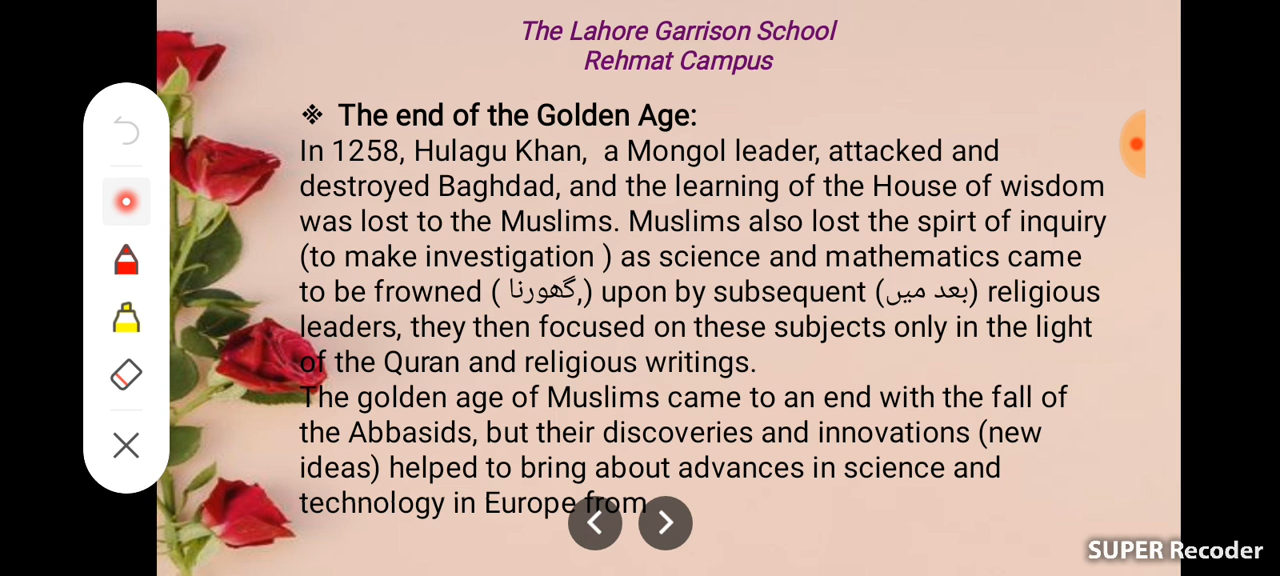 The Lahore Garrison School
Rehmat Campus
❖ The end of the Golden Age:
In 1258, Hulagu Khan,  a Mongol leader, attacked and
destroyed Baghdad, and the learning of the House of wisdom
was lost to the Muslims. Muslims also lost the spirt of inquiry
(to make investigation ) as science and mathematics came
to be frowned ( گھورنا,) upon by subsequent (بعد میں) religious
leaders, they then focused on these subjects only in the light
of the Quran and religious writings.
The golden age of Muslims came to an end with the fall of
the Abbasids, but their discoveries and innovations (new
ideas) helped to bring about advances in science and
technology in Europe from
SUPER Recoder